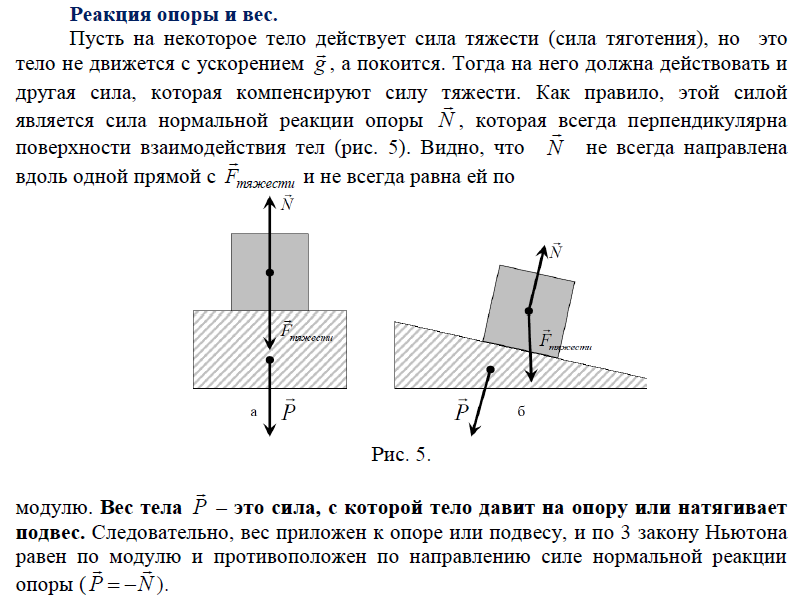 Реакция опоры и вес.
Пусть на некоторое тело действует сила тяжести (сила тяготения), но это
тело не движется с ускорением g⃗, а покоится. Тогда на него должна действовать и
другая сила, которая компенсируют силу тяжести. Как правило, этой силой
является сила нормальной реакции опоры N⃗, которая всегда перпендикулярна
поверхности взаимодействия тел (рис. 5). Видно, что N⃗ не всегда направлена
вдоль одной прямой с F⃗тяжести и не всегда равна ей по
N⃗
F⃗тяжести
а
P⃗
N⃗
F⃗тяжести
P⃗
б
Рис. 5.
модулю. Вес тела P⃗ – это сила, с которой тело давит на опору или натягивает
подвес. Следовательно, вес приложен к опоре или подвесу, и по 3 закону Ньютона
равен по модулю и противоположен по направлению силе нормальной реакции
опоры (P⃗ = −N⃗).